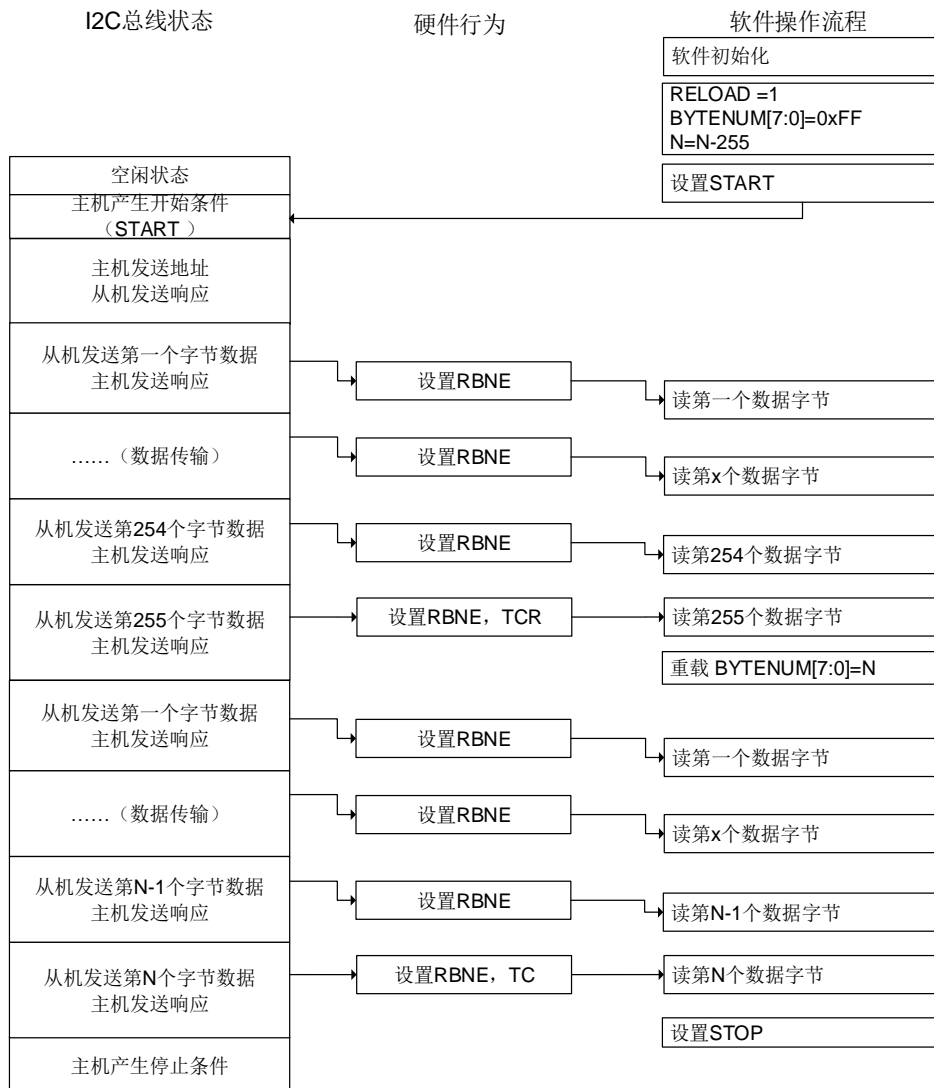 I2C总线状态
硬件行为
软件操作流程
软件初始化
RELOAD =1
BYTENUM[7:0]=0xFF
N=N-255
空闲状态
设置START
主机产生开始条件
（START ）
主机发送地址
从机发送响应
从机发送第一个字节数据
主机发送响应
设置RBNE
读第一个数据字节
……（数据传输）
设置RBNE
读第x个数据字节
从机发送第254个字节数据
主机发送响应
设置RBNE
读第254个数据字节
从机发送第255个字节数据
主机发送响应
设置RBNE，TCR
读第255个数据字节
重载 BYTENUM[7:0]=N
从机发送第一个字节数据
主机发送响应
设置RBNE
读第一个数据字节
……（数据传输）
设置RBNE
读第x个数据字节
从机发送第N-1个字节数据
主机发送响应
设置RBNE
读第N-1个数据字节
从机发送第N个字节数据
主机发送响应
设置RBNE，TC
读第N个数据字节
设置STOP
主机产生停止条件